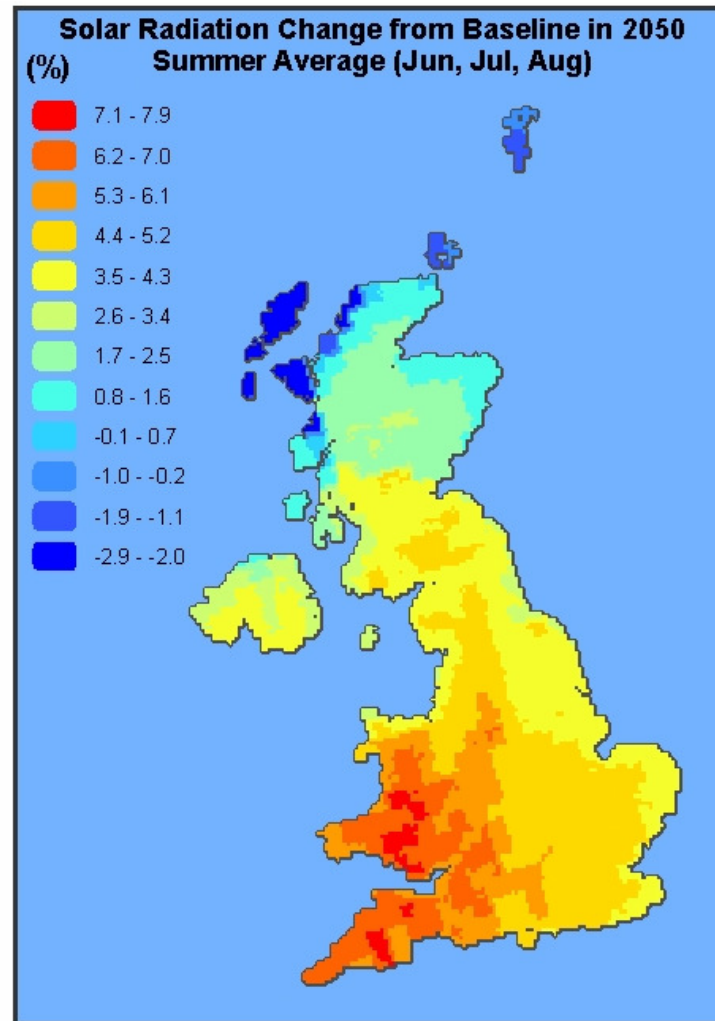 Solar Radiation Change from Baseline in 2050
Summer Average (Jun, Jul, Aug)
(%)
7.1 - 7.9
6.2 - 7.0
5.3 - 6.1
4.4 - 5.2
3.5 - 4.3
2.6 - 3.4
1.7 - 2.5
0.8 - 1.6
-0.1 - 0.7
-1.0 - -0.2
-1.9 - -1.1
-2.9 - -2.0